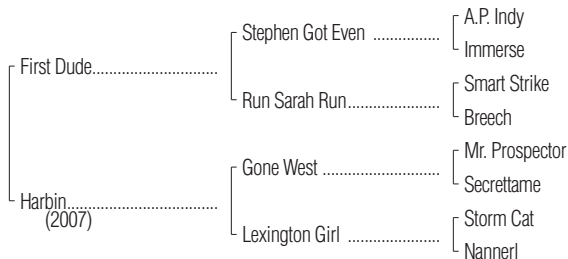 A.P. Indy
Stephen Got Even ................
Immerse
First Dude..............................
Smart Strike
Run Sarah Run......................
Breech
Mr. Prospector
Gone West ............................
Secrettame
Harbin....................................
(2007)
Storm Cat
Lexington Girl ......................
Nannerl